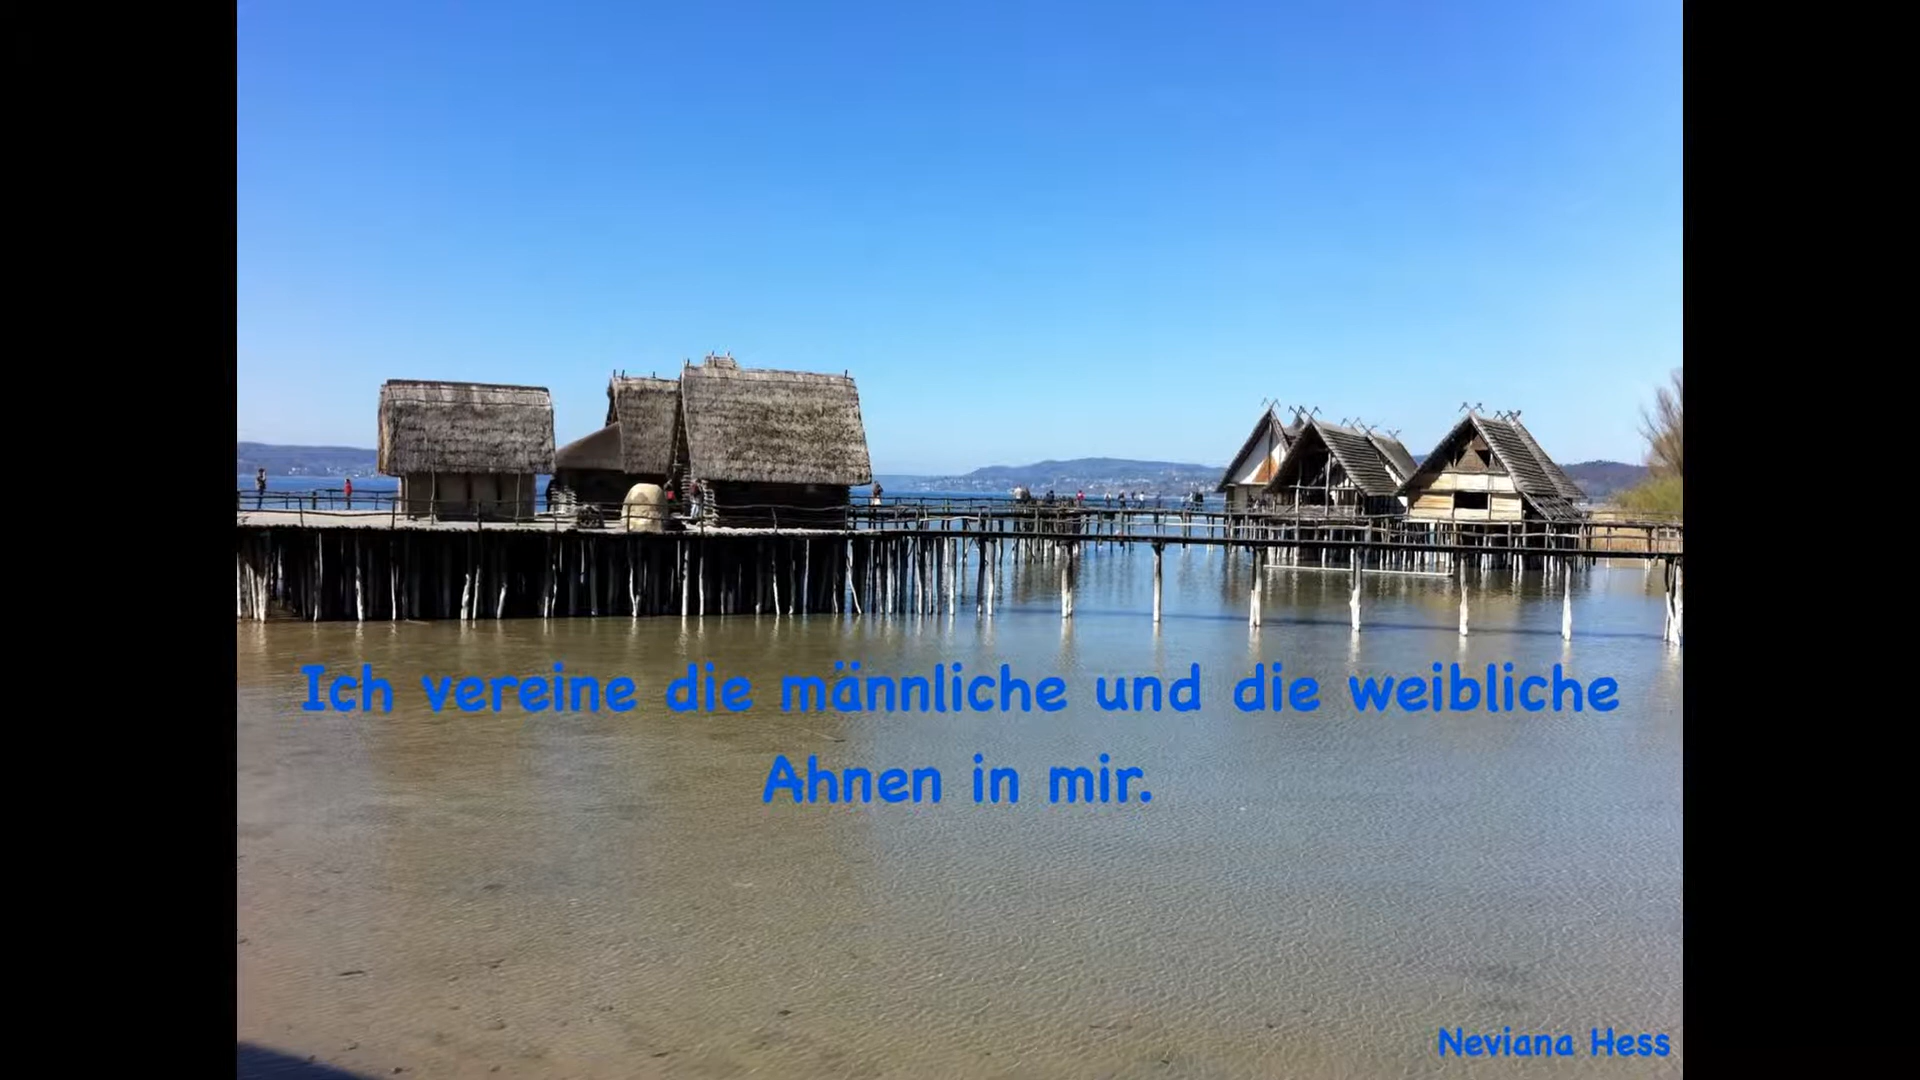 Ich vereine die männliche und die weibliche
Ahnen in mir.
Neviana Hess